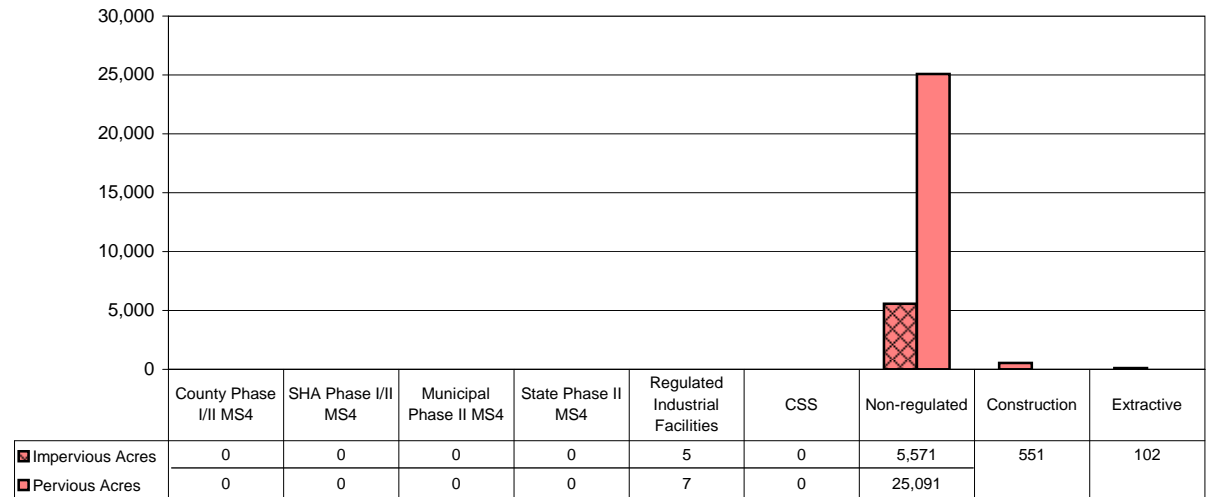 30,000
25,000
20,000
15,000
10,000
5,000
0
County Phase I/II MS4
SHA Phase I/II MS4
Municipal Phase II MS4
State Phase II MS4
Regulated Industrial Facilities
CSS
Non-regulated
Construction
Extractive
Impervious Acres 0 0 0 0 5 0 5,571 551 102
Pervious Acres 0 0 0 0 7 0 25,091